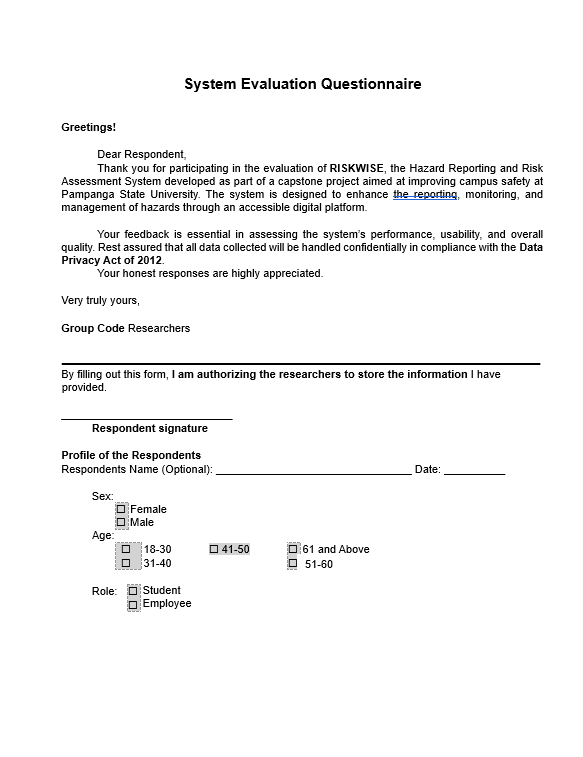 System Evaluation Questionnaire
Greetings!
Dear Respondent,
Thank you for participating in the evaluation of RISKWISE, the Hazard Reporting and Risk
Assessment System developed as part of a capstone project aimed at improving campus safety at
Pampanga State University. The system is designed to enhance the reporting, monitoring, and
management of hazards through an accessible digital platform.
Your feedback is essential in assessing the system's performance, usability, and overall
quality. Rest assured that all data collected will be handled confidentially in compliance with the Data
Privacy Act of 2012.
Your honest responses are highly appreciated.
Very truly yours,
Group Code Researchers
By filling out this form, I am authorizing the researchers to store the information I have
provided.
Respondent signature
Profile of the Respondents
Respondents Name (Optional): ________ Date: ________
Sex:
☐ Female
☐ Male
Age:
☐ 18-30 ☐ 41-50 ☐ 61 and Above
☐ 31-40 ☐ 51-60
Role: ☐ Student
☐ Employee